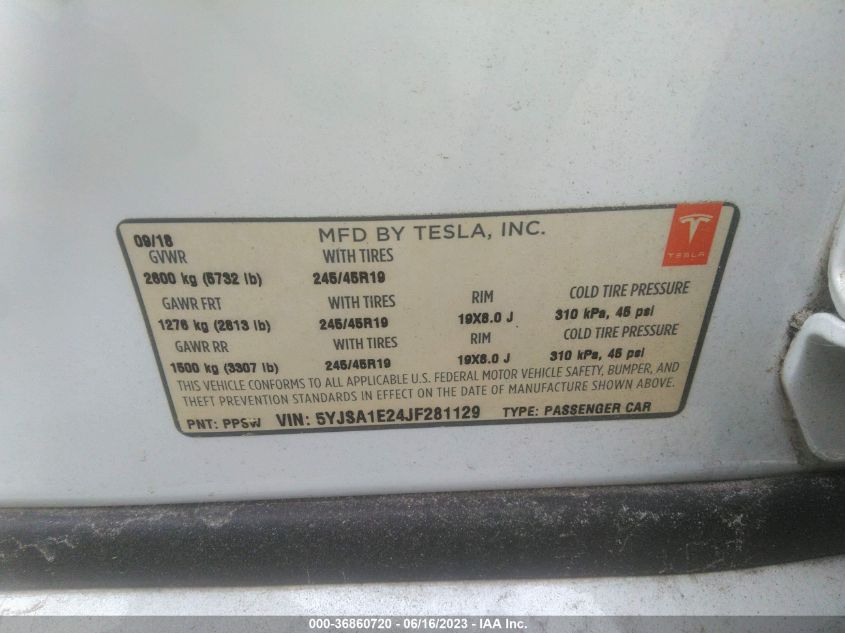 09/18 MFD BY TESLA, INC.
GVWR WITH TIRES
2600 kg (5732 lb) 245/45R19
GAWR FRT WITH TIRES RIM COLD TIRE PRESSURE
1276 kg (2813 lb) 245/45R19 19X8.0 J 310 kPa, 45 psi
GAWR RR WITH TIRES RIM COLD TIRE PRESSURE
1500 kg (3307 lb) 245/45R19 19X8.0 J 310 kPa, 45 psi
THIS VEHICLE CONFORMS TO ALL APPLICABLE U.S. FEDERAL MOTOR VEHICLE SAFETY, BUMPER, AND
THEFT PREVENTION STANDARDS IN EFFECT ON THE DATE OF MANUFACTURE SHOWN ABOVE.
PNT: PPSW VIN: 5YJSA1E24JF281129 TYPE: PASSENGER CAR
TESLA
000-36860720 - 06/16/2023 - IAA Inc.